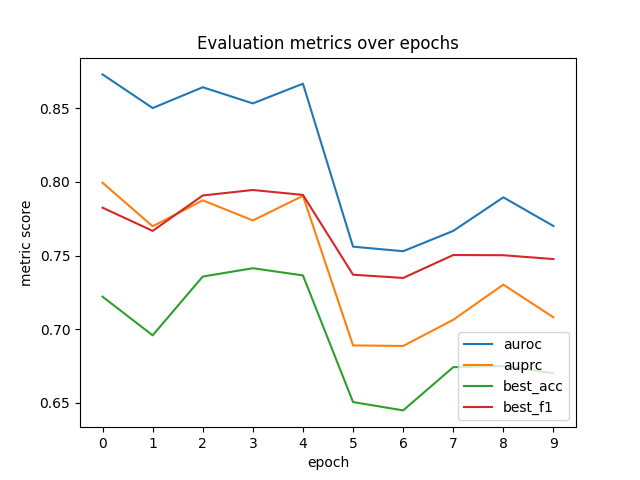 Evaluation metrics over epochs
metric score
0.85
0.80
0.75
0.70
0.65
auroc
auprc
best_acc
best_f1
0 1 2 3 4 5 6 7 8 9
epoch